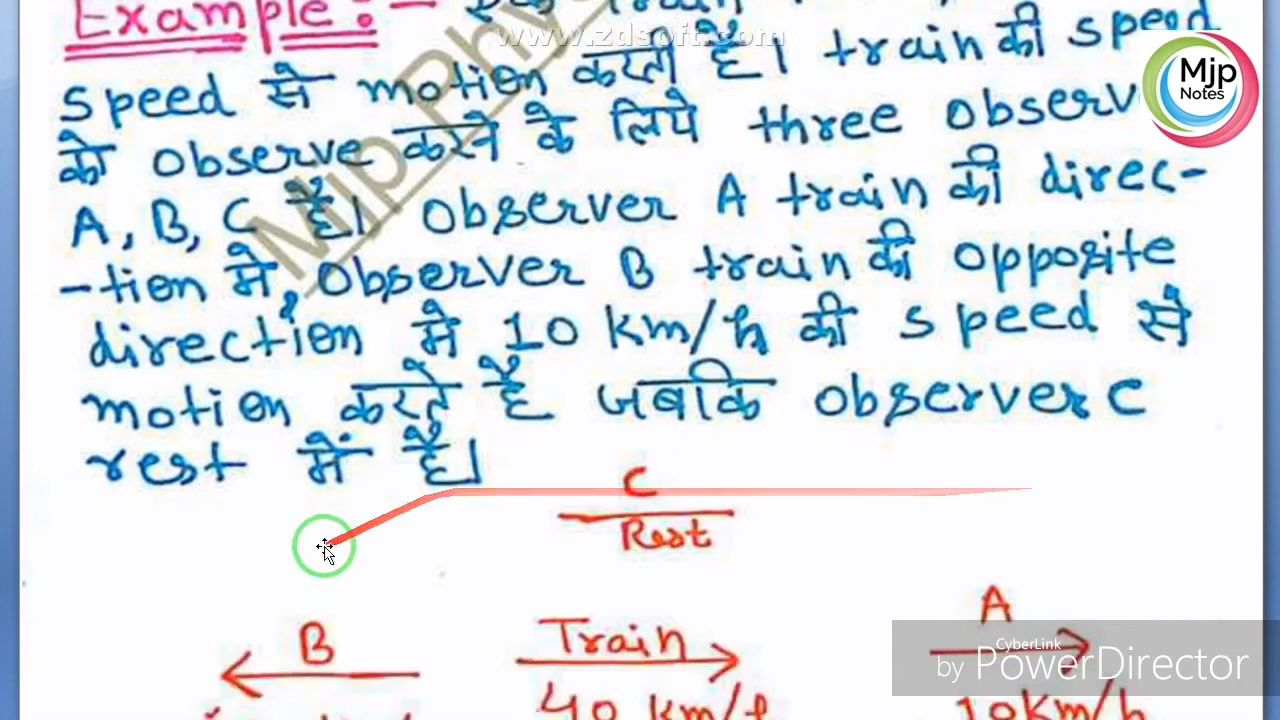 Example:- Train
www.zdsoft.com
speed से motion करती है। train की speed
को observe करने के लिये three observ
A, B, C है। observer A train की direc-
-tion में, observer B train की opposite
direction मे 10 km/h की speed से
motion करते है जबकि observer C
rest में है।
C
Rest
B Train A
40 km/h 10km/h
Mjp
Notes
Mjp Phy
CyberLink
by PowerDirector